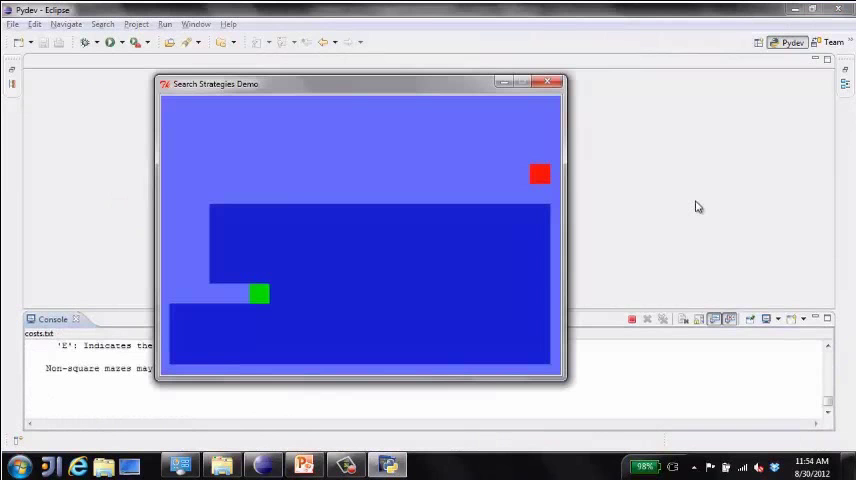 Pydev - Eclipse
File Edit Navigate Search Project Run Window Help
Pydev Team
Search Strategies Demo
Console
costs.txt
'E': Indicates the
Non-square mazes may
98%
11:54 AM
8/30/2012